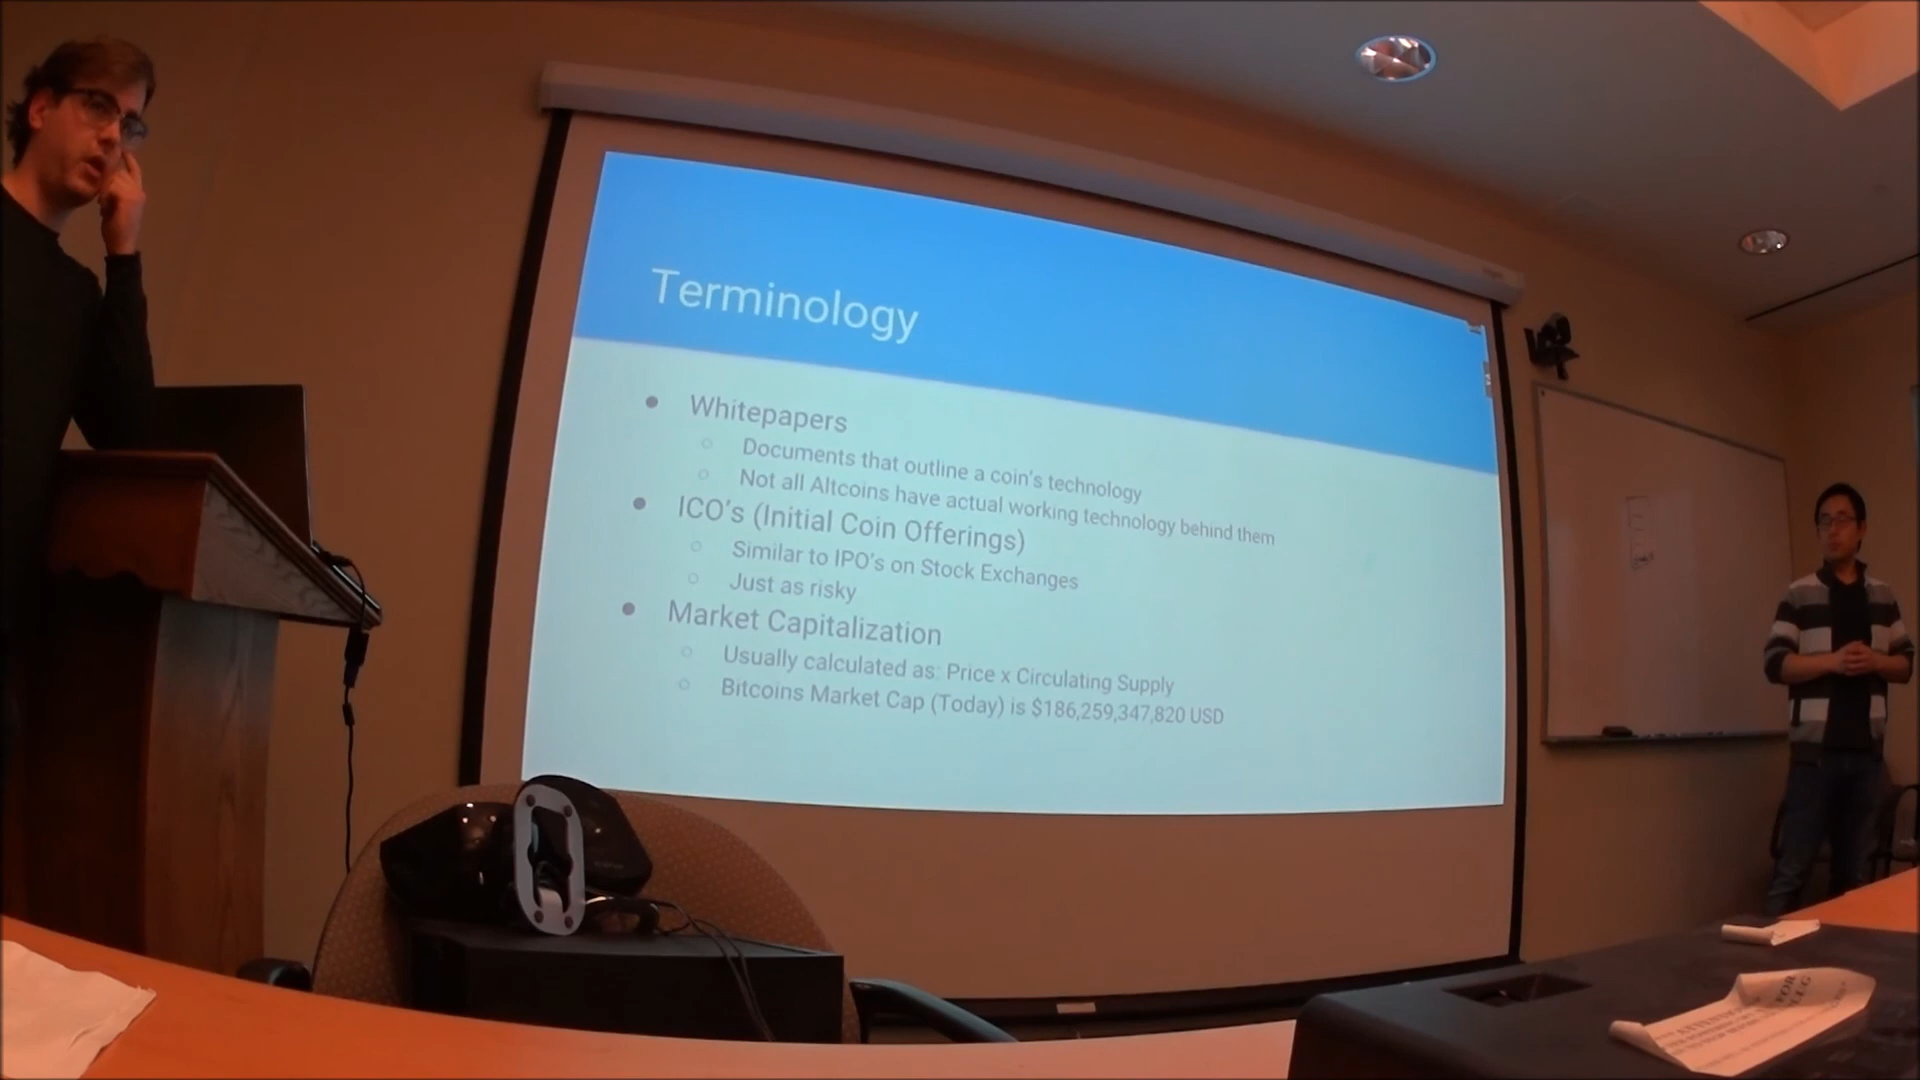 Terminology
Whitepapers
Documents that outline a coin's technology
Not all Altcoins have actual working technology behind them
ICO's (Initial Coin Offerings)
Similar to IPO's on Stock Exchanges
Just as risky
Market Capitalization
Usually calculated as: Price x Circulating Supply
Bitcoins Market Cap (Today) is $186,259,347,820 USD